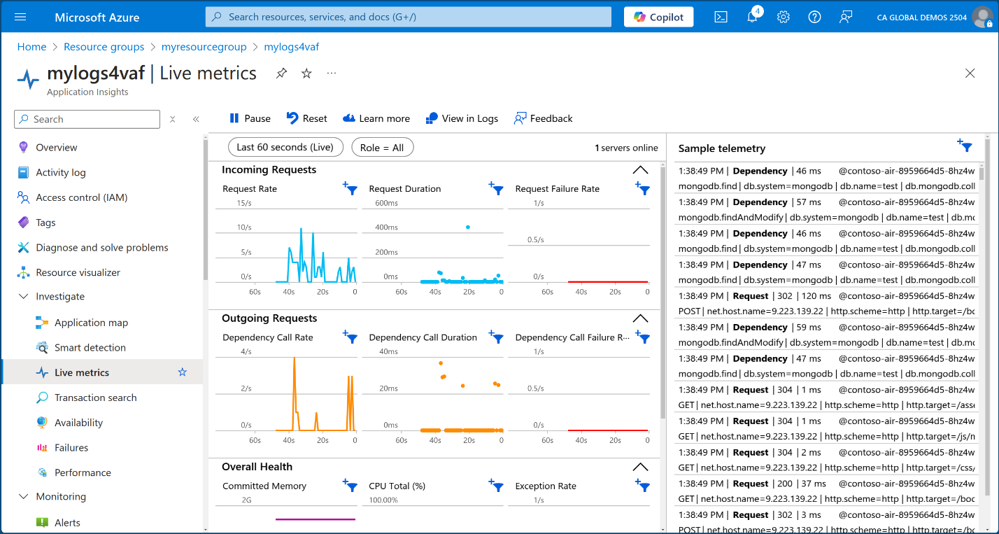 Microsoft Azure
Search resources, services, and docs (G+/)
Copilot
4
CA GLOBAL DEMOS 2504
Home > Resource groups > myresourcegroup > mylogs4vaf
mylogs4vaf | Live metrics
Application Insights
Search
Overview
Activity log
Access control (IAM)
Tags
Diagnose and solve problems
Resource visualizer
Investigate
Application map
Smart detection
Live metrics
Transaction search
Availability
Failures
Performance
Monitoring
Alerts
Pause
Reset
Learn more
View in Logs
Feedback
Last 60 seconds (Live)
Role = All
1 servers online
Incoming Requests
Request Rate
15/s
10/s
5/s
0/s
60s 40s 20s 0
Request Duration
600ms
400ms
200ms
0ms
60s 40s 20s 0
Request Failure Rate
1/s
0.5/s
0/s
60s 40s 20s 0
Outgoing Requests
Dependency Call Rate
4/s
2/s
0/s
60s 40s 20s 0
Dependency Call Duration
40ms
20ms
0ms
60s 40s 20s 0
Dependency Call Failure R···
1/s
0.5/s
0/s
60s 40s 20s 0
Overall Health
Committed Memory
2G
CPU Total (%)
100.00%
Exception Rate
1/s
Sample telemetry
1:38:49 PM | Dependency | 46 ms @contoso-air-8959664d5-8hz4w
mongodb.find | db.system=mongodb | db.name=test | db.mongodb.coll
1:38:49 PM | Dependency | 57 ms @contoso-air-8959664d5-8hz4w
mongodb.findAndModify | db.system=mongodb | db.name=test | db.mo
1:38:49 PM | Dependency | 46 ms @contoso-air-8959664d5-8hz4w
mongodb.find | db.system=mongodb | db.name=test | db.mongodb.coll
1:38:49 PM | Dependency | 47 ms @contoso-air-8959664d5-8hz4w
mongodb.find | db.system=mongodb | db.name=test | db.mongodb.coll
1:38:49 PM | Request | 302 | 120 ms @contoso-air-8959664d5-8hz4w
POST | net.host.name=9.223.139.22 | http.scheme=http | http.target=/bo
1:38:49 PM | Dependency | 59 ms @contoso-air-8959664d5-8hz4w
mongodb.findAndModify | db.system=mongodb | db.name=test | db.mo
1:38:49 PM | Dependency | 47 ms @contoso-air-8959664d5-8hz4w
mongodb.find | db.system=mongodb | db.name=test | db.mongodb.coll
1:38:49 PM | Request | 304 | 1 ms @contoso-air-8959664d5-8hz4w
GET | net.host.name=9.223.139.22 | http.scheme=http | http.target=/asse
1:38:49 PM | Request | 304 | 1 ms @contoso-air-8959664d5-8hz4w
GET | net.host.name=9.223.139.22 | http.scheme=http | http.target=/js/m
1:38:49 PM | Request | 304 | 2 ms @contoso-air-8959664d5-8hz4w
GET | net.host.name=9.223.139.22 | http.scheme=http | http.target=/css/
1:38:49 PM | Request | 200 | 37 ms @contoso-air-8959664d5-8hz4w
GET | net.host.name=9.223.139.22 | http.scheme=http | http.target=/boo
1:38:49 PM | Request | 302 | 3 ms @contoso-air-8959664d5-8hz4w
POST | net.host.name=9.223.139.22 | http.scheme=http | http.target=/bo